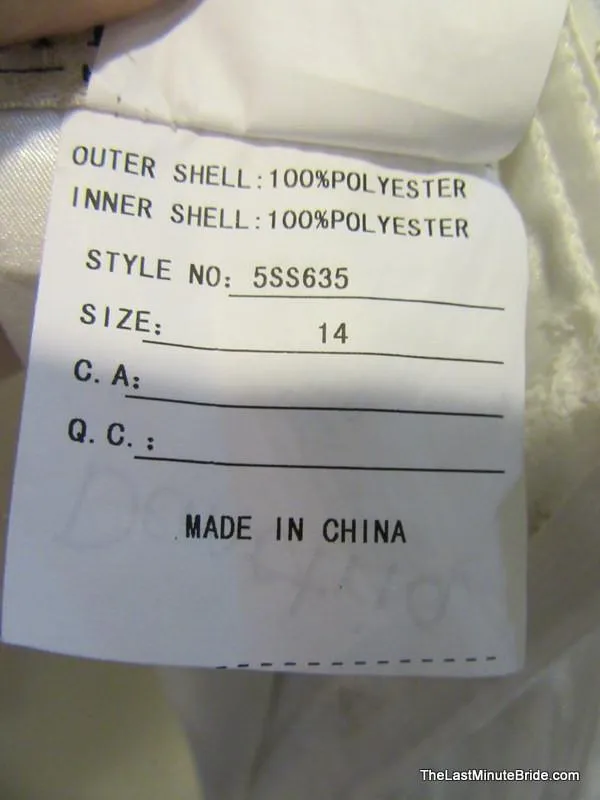 OUTER SHELL:100%POLYESTER
INNER SHELL:100%POLYESTER
STYLE NO: 5SS635
SIZE: 14
C. A:
Q. C. :
MADE IN CHINA
TheLastMinuteBride.com